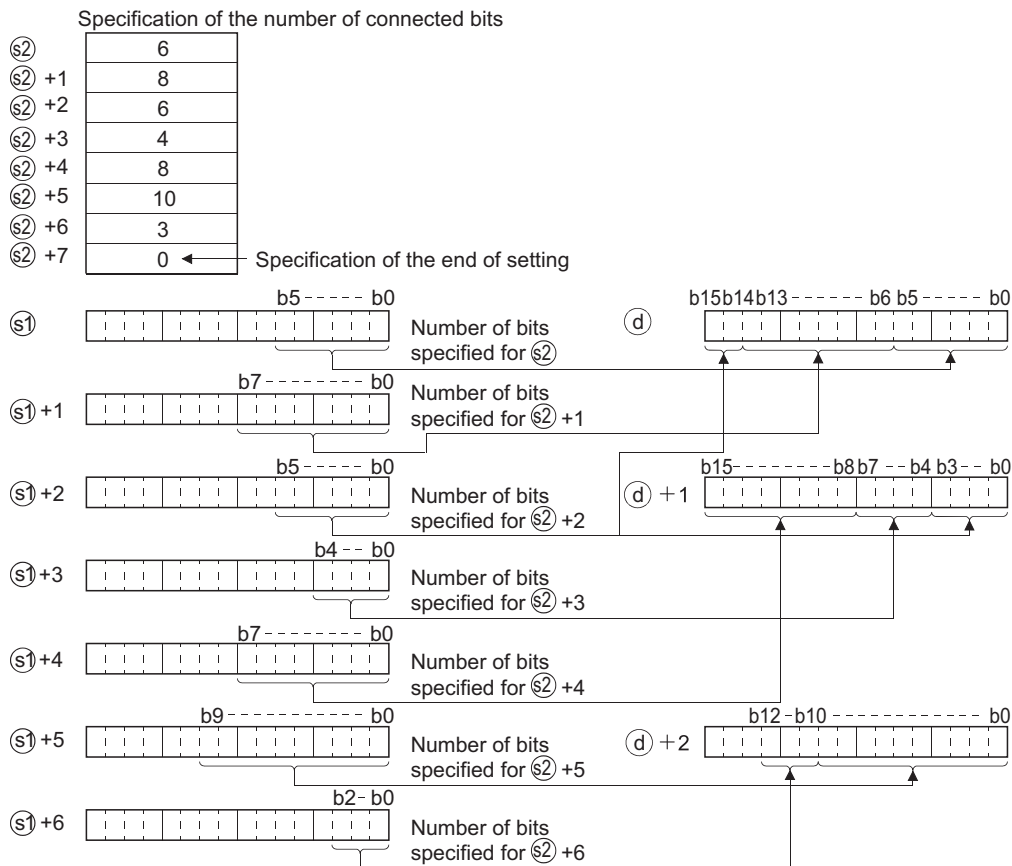 Specification of the number of connected bits
s2 6
s2 +1 8
s2 +2 6
s2 +3 4
s2 +4 8
s2 +5 10
s2 +6 3
s2 +7 0 Specification of the end of setting
b5 ----- b0 b15b14b13 ------- b6 b5 ----- b0
s1 Number of bits d
specified for s2
b7 -------- b0
s1 +1 Number of bits
specified for s2 +1
b5 ----- b0 b15---------b8 b7 --b4 b3-- b0
s1+2 Number of bits d +1
specified for s2 +2
b4 -- b0
s1+3 Number of bits
specified for s2 +3
b7 --------- b0
s1+4 Number of bits
specified for s2 +4
b9 ------------- b0 b12-b10 ------------- b0
s1+5 Number of bits d +2
specified for s2 +5
b2- b0
s1 +6 Number of bits
specified for s2 +6